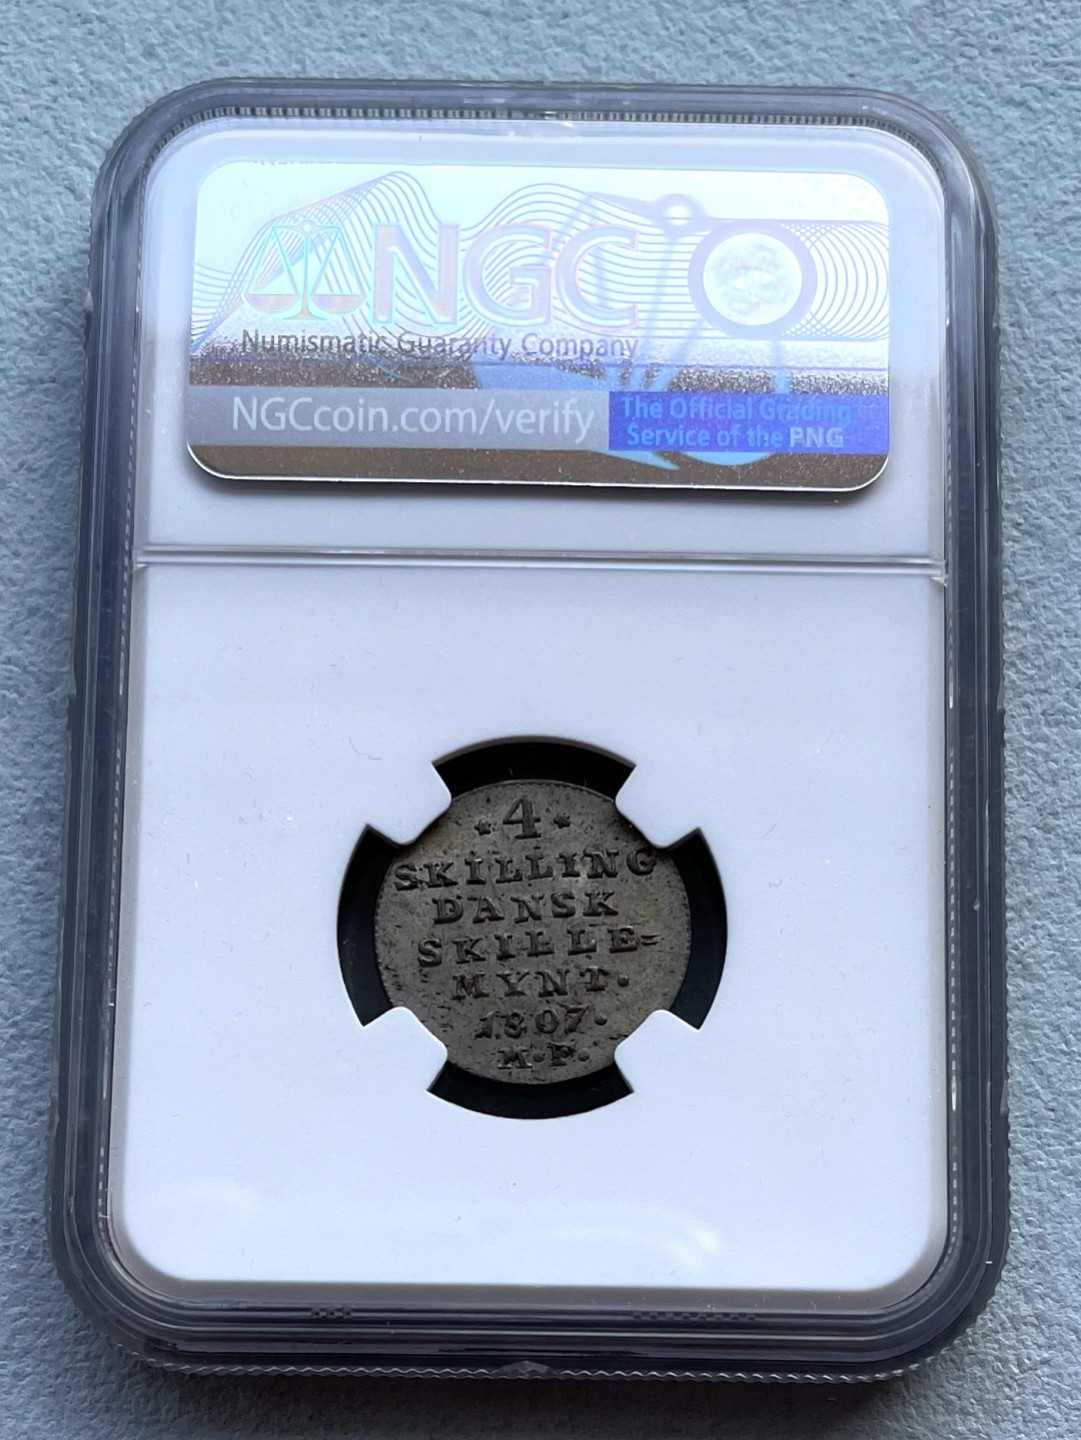 NGC
Numismatic Guaranty Company
NGCcoin.com/verify
The Official Grading
Service of the PNG
4
SKILLING
DANSK
SKILLE=
MYNT.
1807.
M.F.